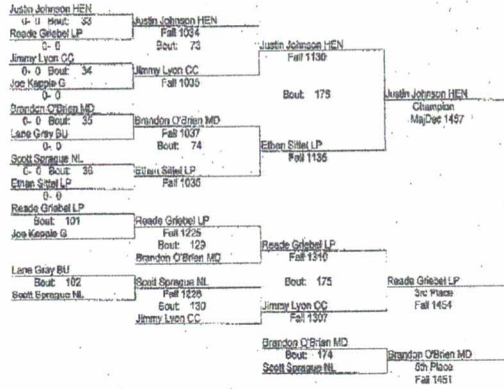 Justin Johnson HEN
0- 0 Bout: 33
Reade Griebel LP
0- 0
Jimmy Lyon CC
0- 0 Bout: 34
Joe Kapple G
0- 0
Brandon O'Brien MD
0- 0 Bout: 35
Lane Gray BU
0- 0
Scott Sprague NL
0- 0 Bout: 36
Ethan Sittel LP
0- 0
Justin Johnson HEN
Fall 1034
Bout: 73
Jimmy Lyon CC
Fall 1035
Brandon O'Brien MD
Fall 1037
Bout: 74
Ethan Sittel LP
Fall 1035
Justin Johnson HEN
Fall 1130
Bout: 176
Ethan Sittel LP
Fall 1135
Justin Johnson HEN
Champion
MajDec 1457
Reade Griebel LP
Bout: 101
Joe Kapple G
Lane Gray BU
Bout: 102
Scott Sprague NL
Reade Griebel LP
Fall 1225
Bout: 129
Brandon O'Brien MD
Scott Sprague NL
Fall 1226
Bout: 130
Jimmy Lyon CC
Reade Griebel LP
Fall 1310
Bout: 175
Jimmy Lyon CC
Fall 1307
Reade Griebel LP
3rd Place
Fall 1454
Brandon O'Brien MD
Bout: 174
Scott Sprague NL
Brandon O'Brien MD
5th Place
Fall 1451